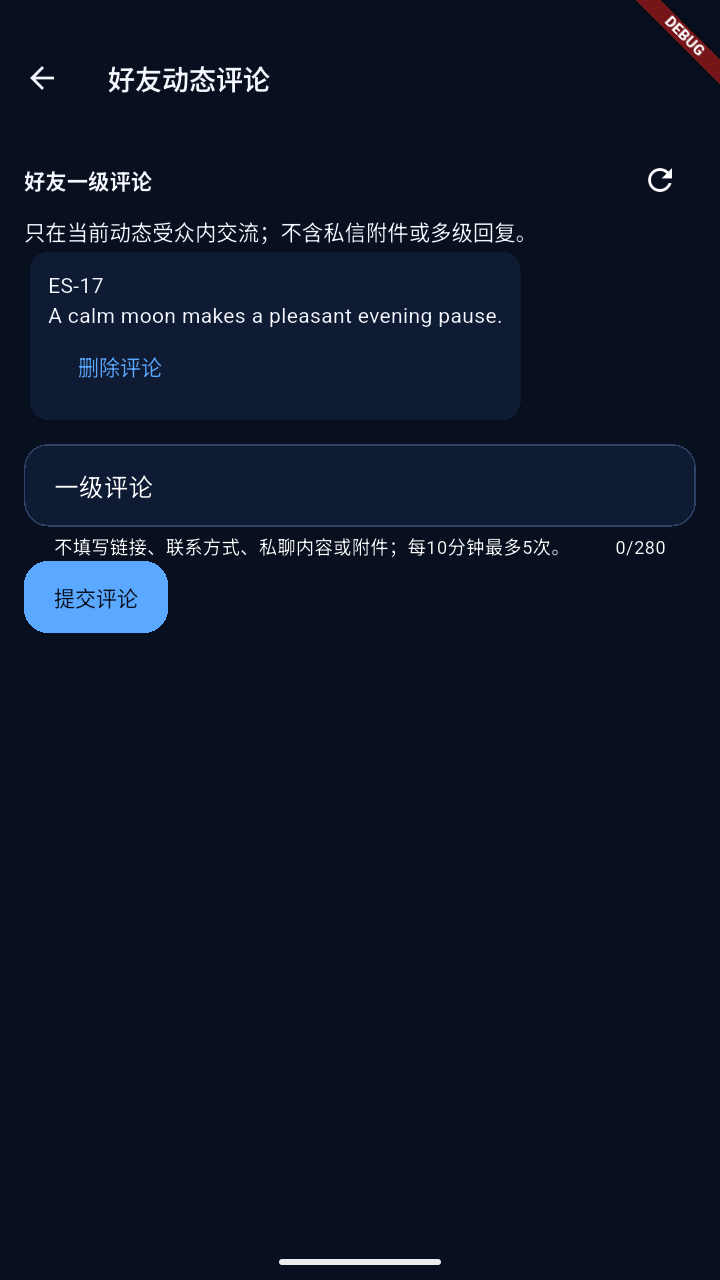 DEBUG
好友动态评论
好友一级评论
只在当前动态受众内交流；不含私信附件或多级回复。
ES-17
A calm moon makes a pleasant evening pause.
删除评论
一级评论
不填写链接、联系方式、私聊内容或附件；每10分钟最多5次。 0/280
提交评论